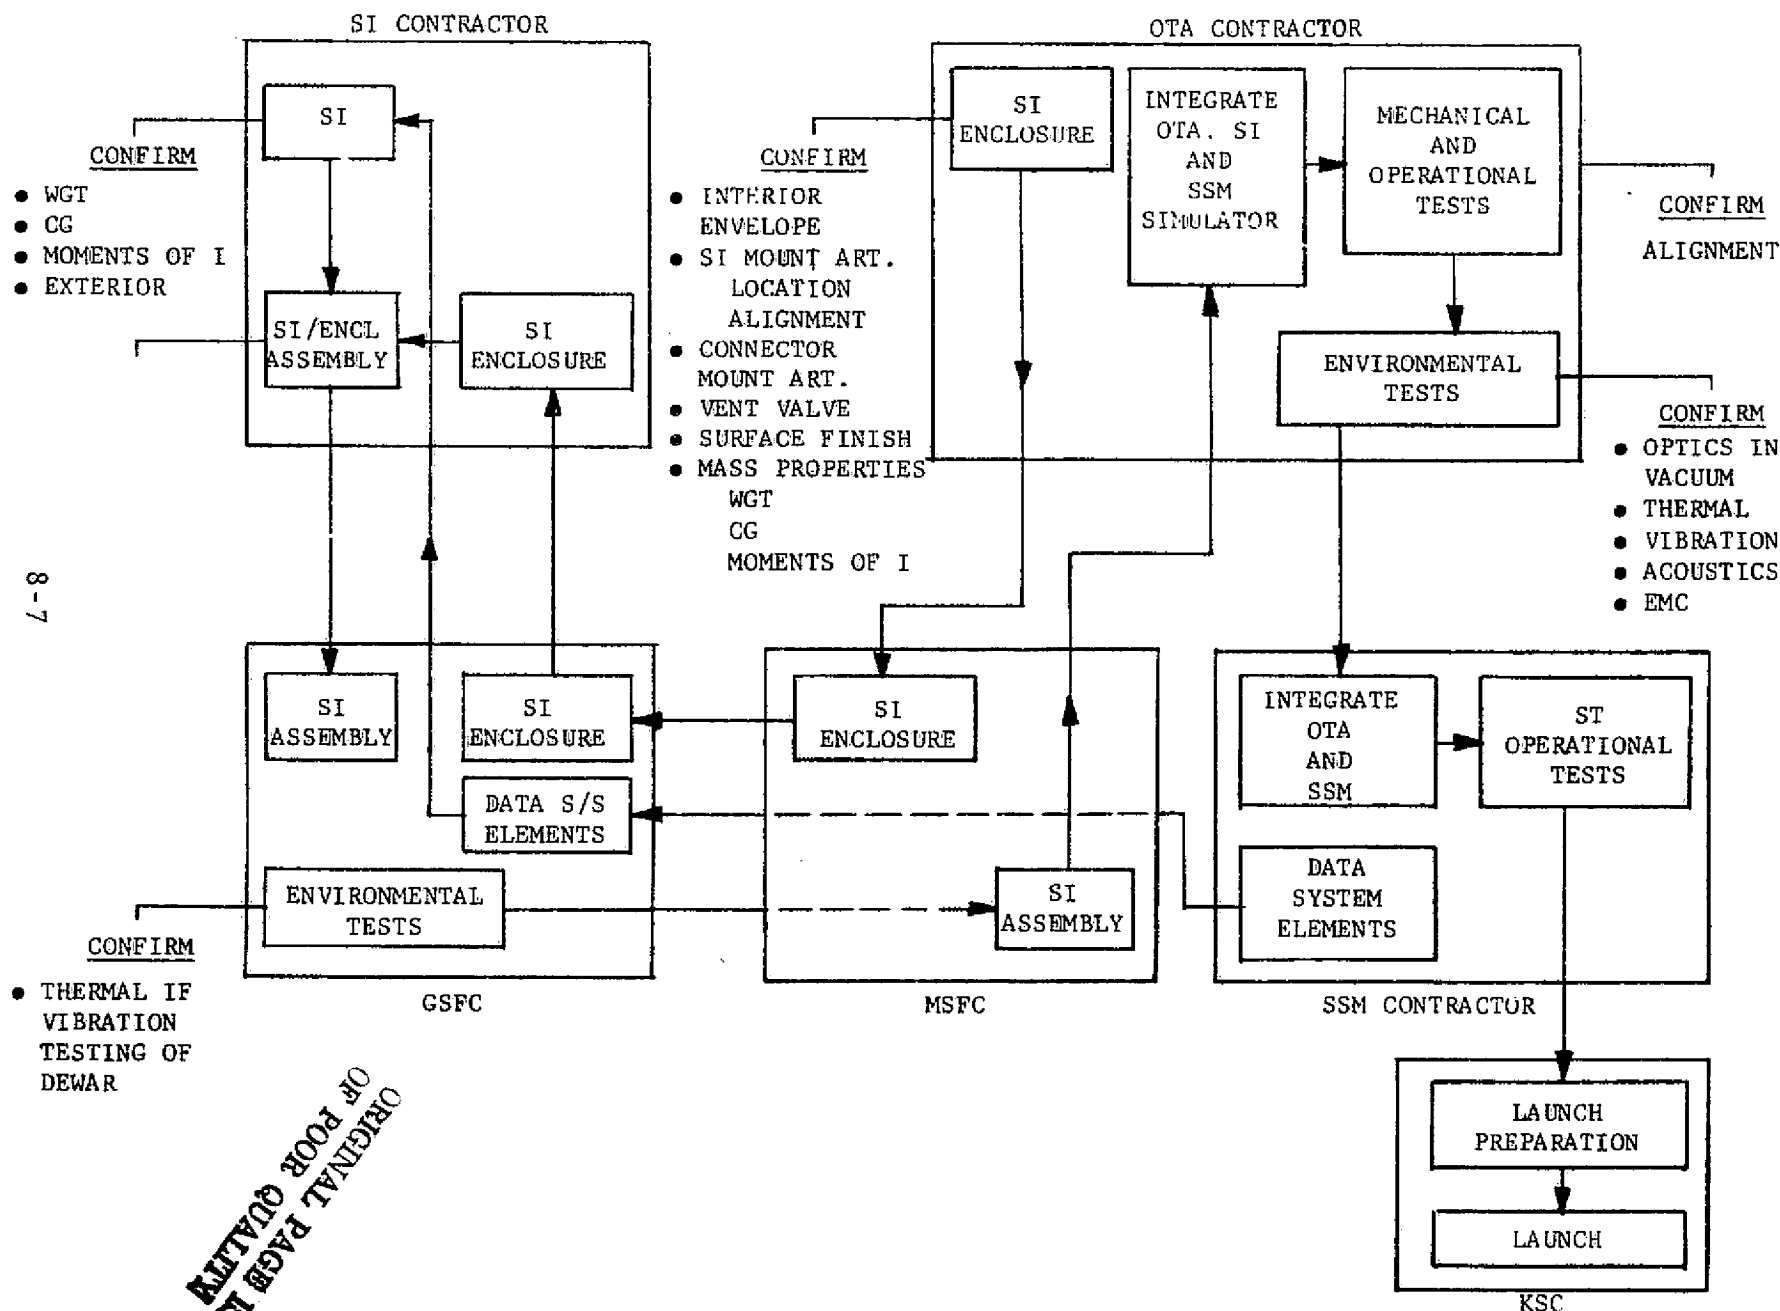 SI CONTRACTOR
SI
CONFIRM
● WGT
● CG
● MOMENTS OF I
● EXTERIOR
SI/ENCL
ASSEMBLY
SI
ENCLOSURE
OTA CONTRACTOR
SI
ENCLOSURE
INTEGRATE
OTA. SI
AND
SSM
SIMULATOR
MECHANICAL
AND
OPERATIONAL
TESTS
CONFIRM
● INTERIOR
ENVELOPE
● SI MOUNT ART.
LOCATION
ALIGNMENT
● CONNECTOR
MOUNT ART.
● VENT VALVE
● SURFACE FINISH
● MASS PROPERTIES
WGT
CG
MOMENTS OF I
CONFIRM
ALIGNMENT
ENVIRONMENTAL
TESTS
CONFIRM
● OPTICS IN
VACUUM
● THERMAL
● VIBRATION
● ACOUSTICS
● EMC
8-7
SI
ASSEMBLY
SI
ENCLOSURE
DATA S/S
ELEMENTS
ENVIRONMENTAL
TESTS
GSFC
CONFIRM
● THERMAL IF
VIBRATION
TESTING OF
DEWAR
SI
ENCLOSURE
SI
ASSEMBLY
MSFC
INTEGRATE
OTA
AND
SSM
ST
OPERATIONAL
TESTS
DATA
SYSTEM
ELEMENTS
SSM CONTRACTOR
LAUNCH
PREPARATION
LAUNCH
KSC
ORIGINAL PAGE
OF POOR QUALITY